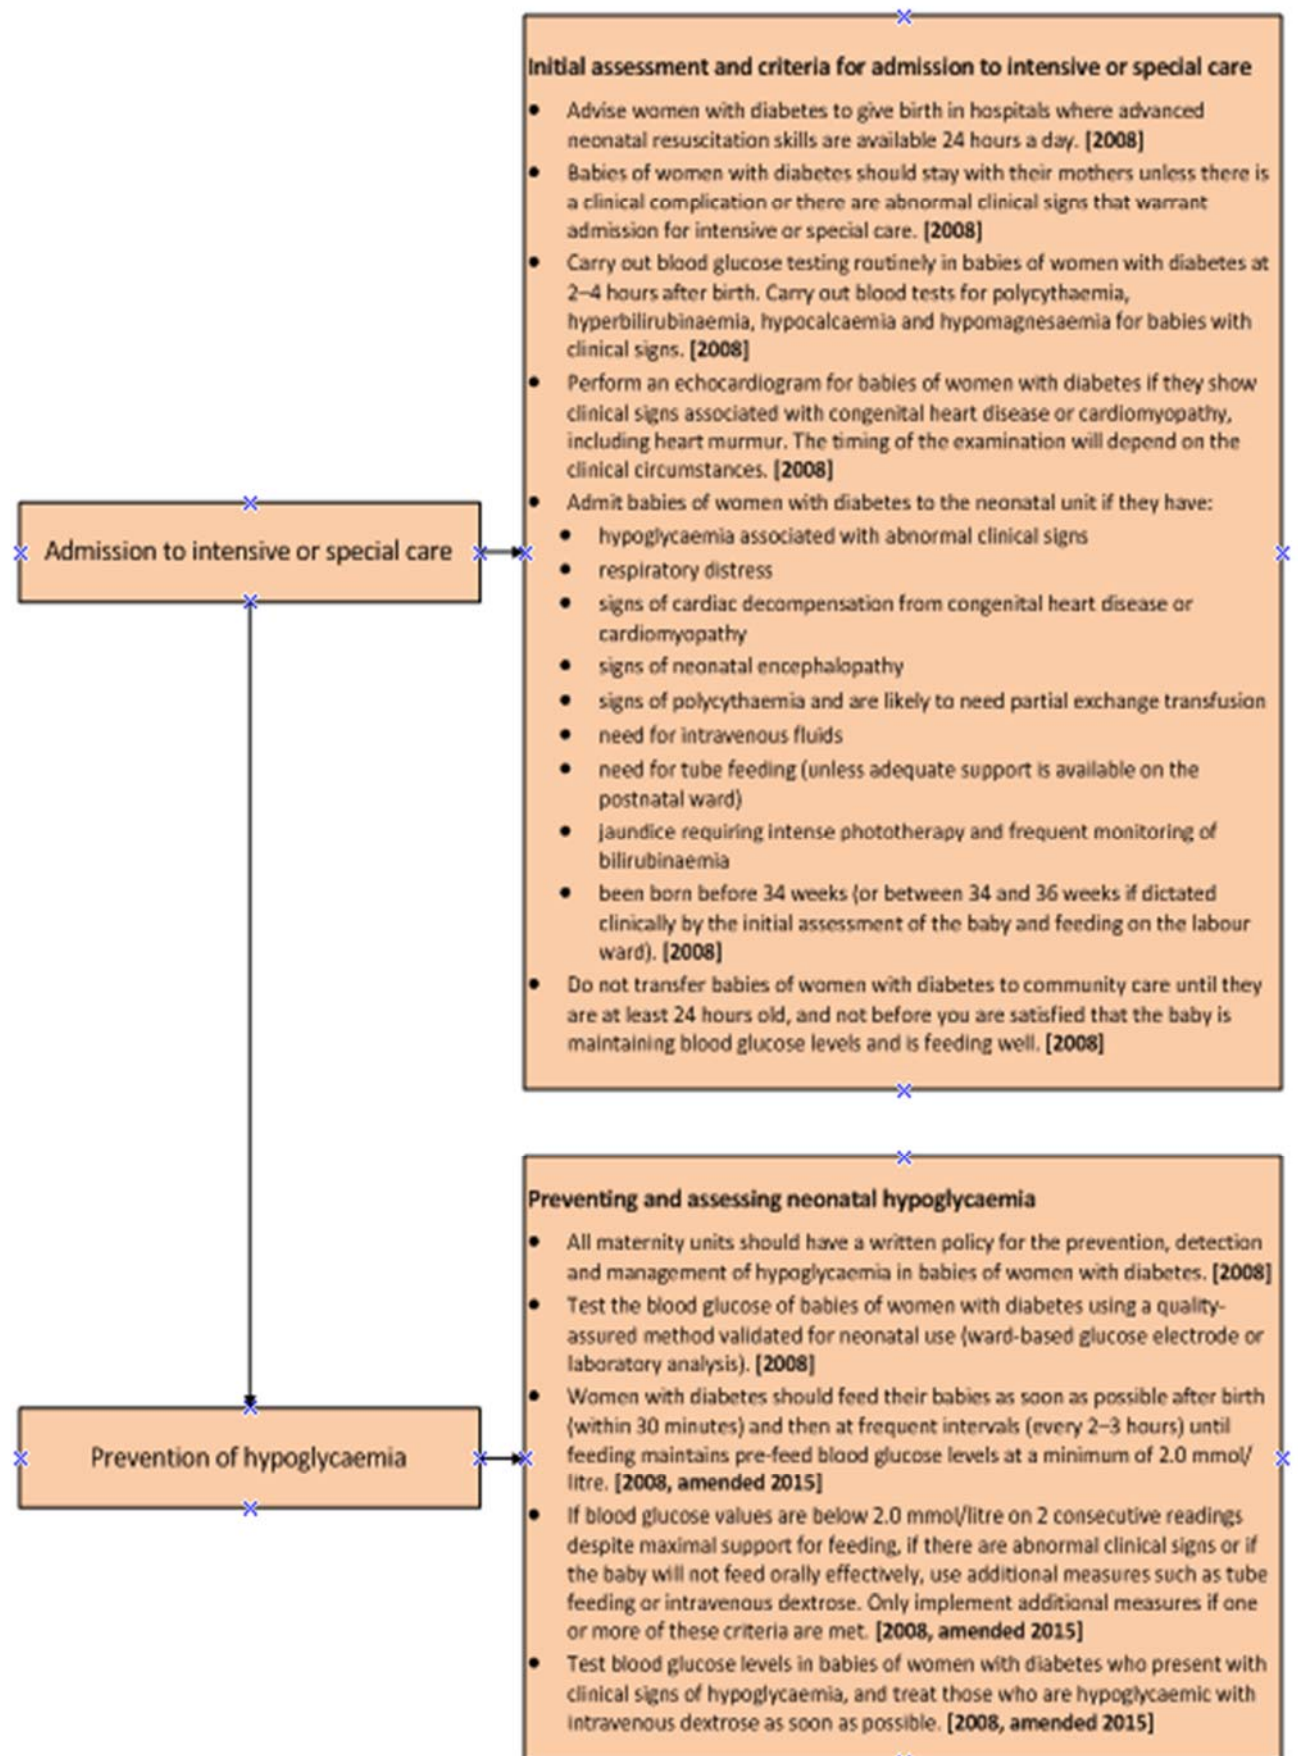 Initial assessment and criteria for admission to intensive or special care
• Advise women with diabetes to give birth in hospitals where advanced
neonatal resuscitation skills are available 24 hours a day. [2008]
• Babies of women with diabetes should stay with their mothers unless there is
a clinical complication or there are abnormal clinical signs that warrant
admission for intensive or special care. [2008]
• Carry out blood glucose testing routinely in babies of women with diabetes at
2–4 hours after birth. Carry out blood tests for polycythaemia,
hyperbilirubinaemia, hypocalcaemia and hypomagnesaemia for babies with
clinical signs. [2008]
• Perform an echocardiogram for babies of women with diabetes if they show
clinical signs associated with congenital heart disease or cardiomyopathy,
including heart murmur. The timing of the examination will depend on the
clinical circumstances. [2008]
• Admit babies of women with diabetes to the neonatal unit if they have:
• hypoglycaemia associated with abnormal clinical signs
• respiratory distress
• signs of cardiac decompensation from congenital heart disease or
cardiomyopathy
• signs of neonatal encephalopathy
• signs of polycythaemia and are likely to need partial exchange transfusion
• need for intravenous fluids
• need for tube feeding (unless adequate support is available on the
postnatal ward)
• jaundice requiring intense phototherapy and frequent monitoring of
bilirubinaemia
• been born before 34 weeks (or between 34 and 36 weeks if dictated
clinically by the initial assessment of the baby and feeding on the labour
ward). [2008]
• Do not transfer babies of women with diabetes to community care until they
are at least 24 hours old, and not before you are satisfied that the baby is
maintaining blood glucose levels and is feeding well. [2008]
Admission to intensive or special care
Preventing and assessing neonatal hypoglycaemia
• All maternity units should have a written policy for the prevention, detection
and management of hypoglycaemia in babies of women with diabetes. [2008]
• Test the blood glucose of babies of women with diabetes using a quality-
assured method validated for neonatal use (ward-based glucose electrode or
laboratory analysis). [2008]
• Women with diabetes should feed their babies as soon as possible after birth
(within 30 minutes) and then at frequent intervals (every 2–3 hours) until
feeding maintains pre-feed blood glucose levels at a minimum of 2.0 mmol/
litre. [2008, amended 2015]
• If blood glucose values are below 2.0 mmol/litre on 2 consecutive readings
despite maximal support for feeding, if there are abnormal clinical signs or if
the baby will not feed orally effectively, use additional measures such as tube
feeding or intravenous dextrose. Only implement additional measures if one
or more of these criteria are met. [2008, amended 2015]
• Test blood glucose levels in babies of women with diabetes who present with
clinical signs of hypoglycaemia, and treat those who are hypoglycaemic with
intravenous dextrose as soon as possible. [2008, amended 2015]
Prevention of hypoglycaemia